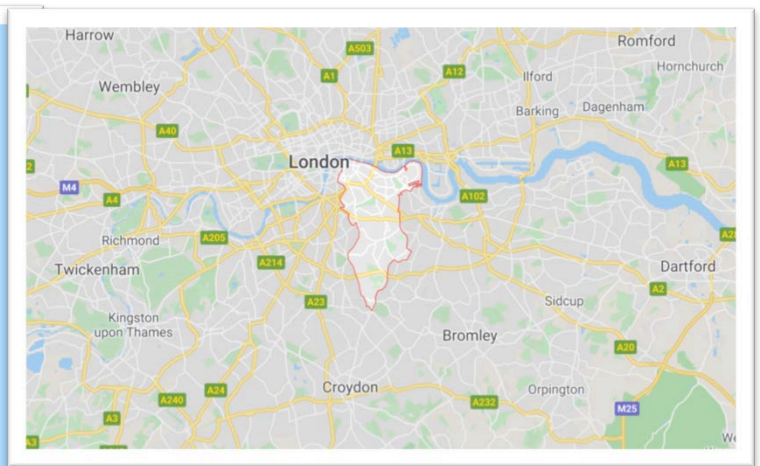 Harrow
A503
Romford
Hornchurch
A1
A12
Ilford
Wembley
Barking
Dagenham
A40
A13
London
A13
M4
A4
A102
Richmond
A205
A214
Twickenham
Dartford
A2
A23
Sidcup
Kingston
upon Thames
Bromley
A20
Croydon
Orpington
A24
A240
A232
M25
A3
A3